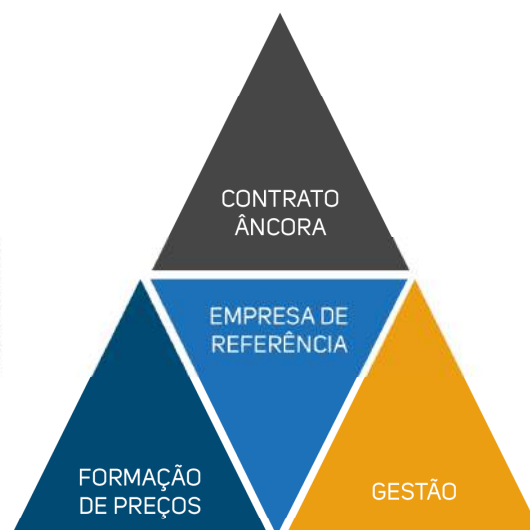 CONTRATO
ÂNCORA
EMPRESA DE
REFERÊNCIA
FORMAÇÃO
DE PREÇOS
GESTÃO